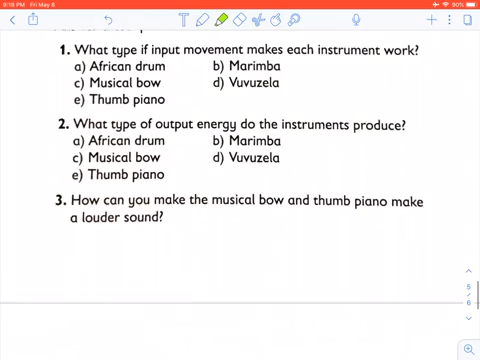 9:18 PM Fri May 8
90%
1. What type if input movement makes each instrument work?
a) African drum b) Marimba
c) Musical bow d) Vuvuzela
e) Thumb piano
2. What type of output energy do the instruments produce?
a) African drum b) Marimba
c) Musical bow d) Vuvuzela
e) Thumb piano
3. How can you make the musical bow and thumb piano make
a louder sound?
5
6